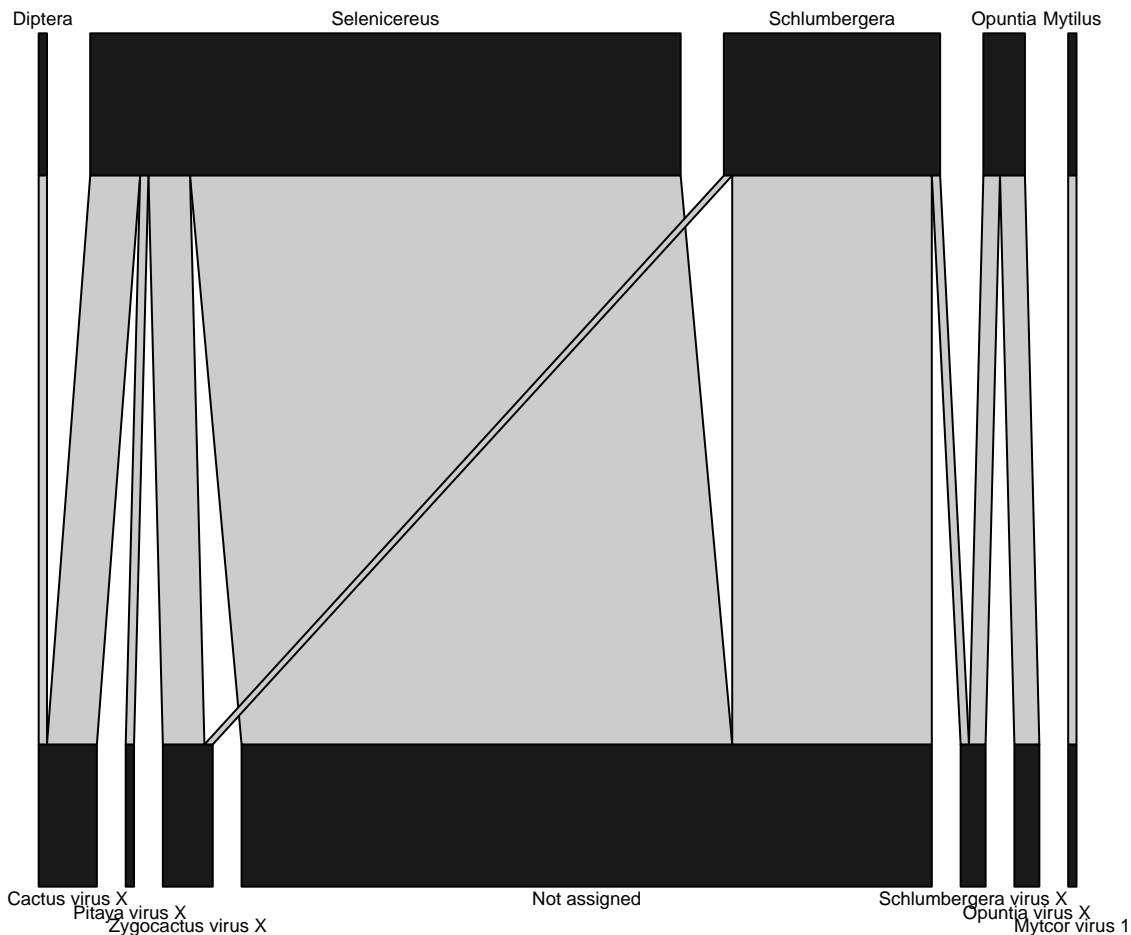 Diptera
Selenicereus
Schlumbergera
Opuntia
Mytilus
Cactus virus X
Pitaya virus X
Zygocactus virus X
Not assigned
Schlumbergera virus X
Opuntia virus X
Mytcor virus 1